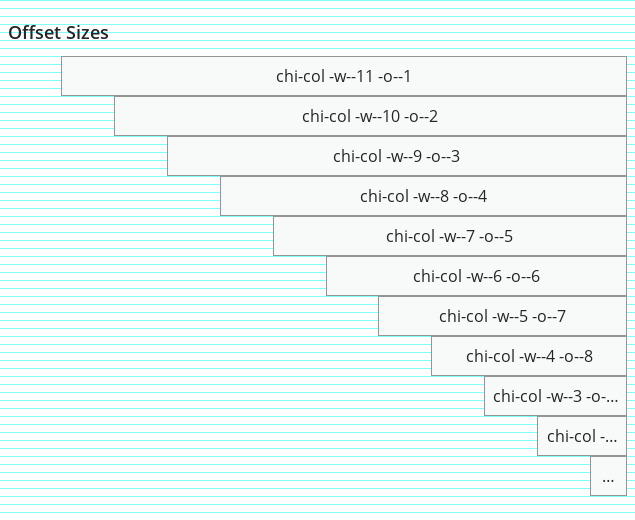 Offset Sizes
chi-col -w--11 -o--1
chi-col -w--10 -o--2
chi-col -w--9 -o--3
chi-col -w--8 -o--4
chi-col -w--7 -o--5
chi-col -w--6 -o--6
chi-col -w--5 -o--7
chi-col -w--4 -o--8
chi-col -w--3 -o-...
chi-col -...
...